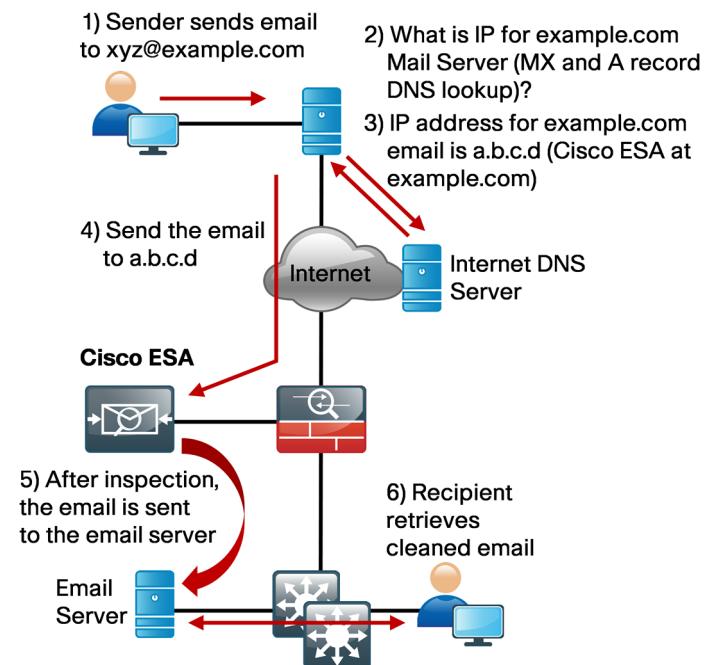 1) Sender sends email
to xyz@example.com
2) What is IP for example.com
Mail Server (MX and A record
DNS lookup)?
3) IP address for example.com
email is a.b.c.d (Cisco ESA at
example.com)
4) Send the email
to a.b.c.d
Internet
Internet DNS
Server
Cisco ESA
5) After inspection,
the email is sent
to the email server
6) Recipient
retrieves
cleaned email
Email
Server